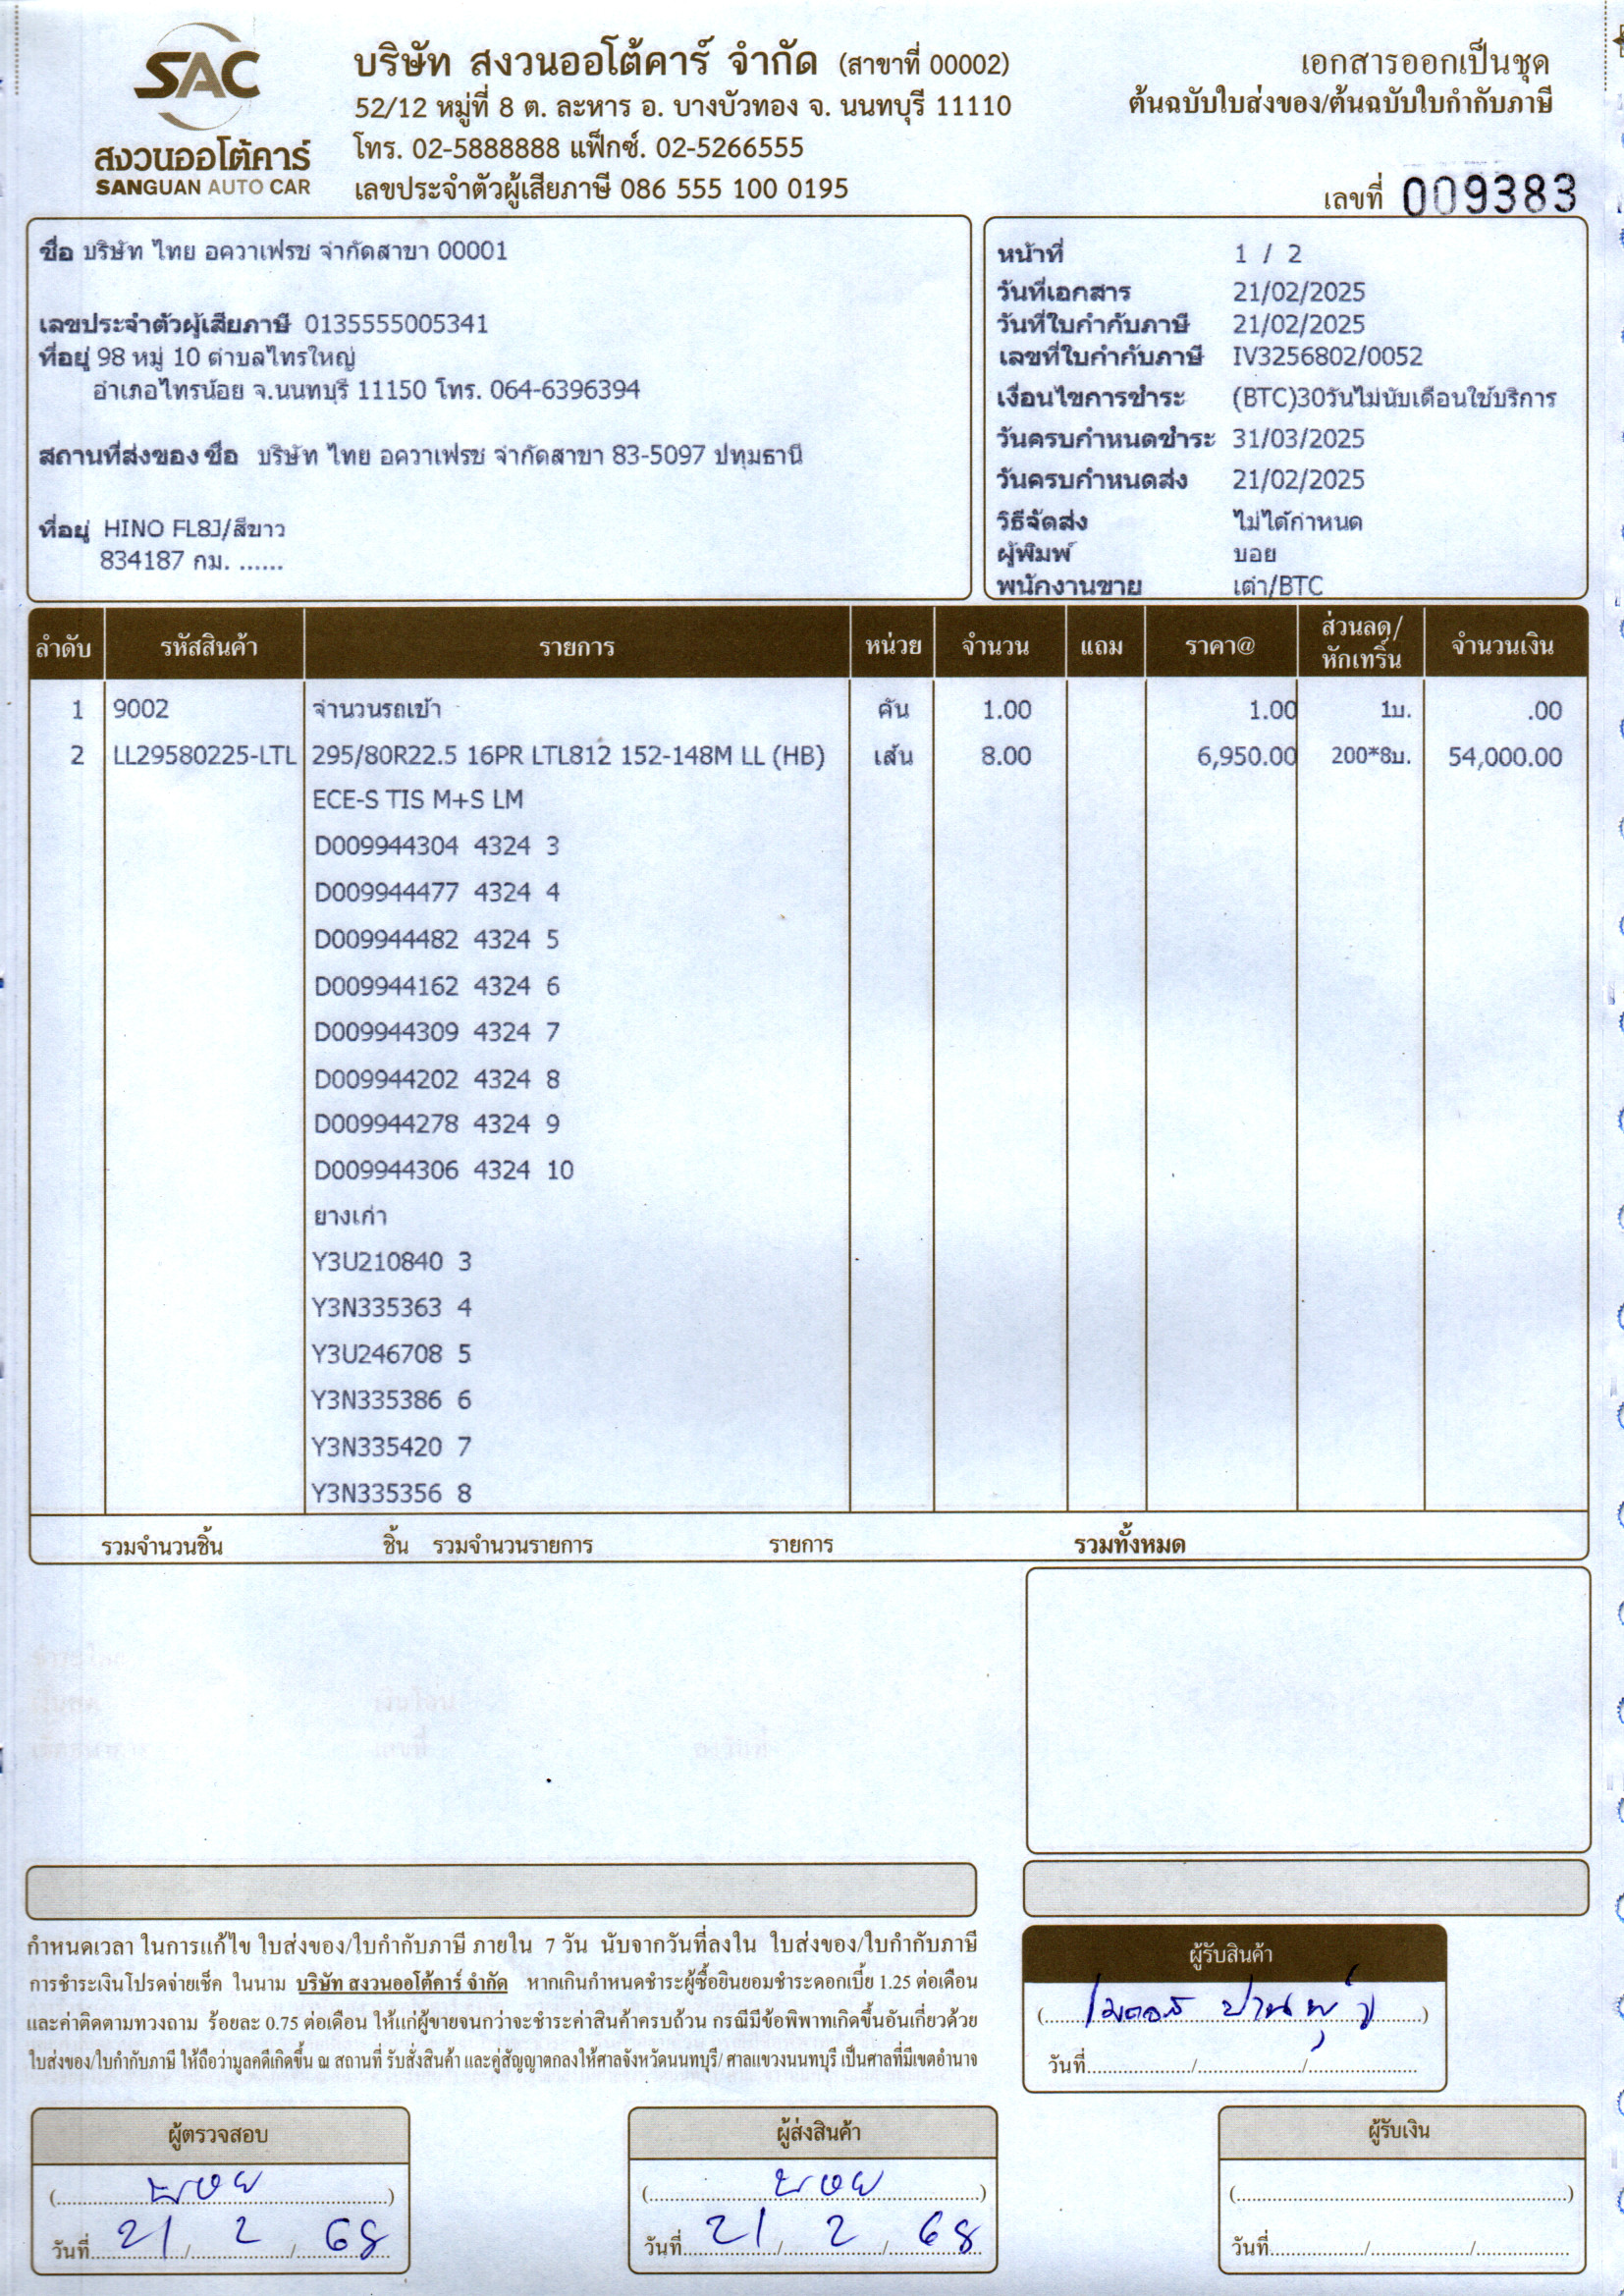 SAC
สงวนออโต้คาร์
SANGUAN AUTO CAR
บริษัท สงวนออโต้คาร์ จำกัด (สาขาที่ 00002)
52/12 หมู่ที่ 8 ต. ละหาร อ. บางบัวทอง จ. นนทบุรี 11110
โทร. 02-5888888 แฟ็กซ์. 02-5266555
เลขประจำตัวผู้เสียภาษี 086 555 100 0195
เอกสารออกเป็นชุด
ต้นฉบับใบส่งของ/ต้นฉบับใบกำกับภาษี
เลขที่ 009383
ชื่อ บริษัท ไทย อควาเฟรช จำกัดสาขา 00001
เลขประจำตัวผู้เสียภาษี 0135555005341
ที่อยู่ 98 หมู่ 10 ตำบลไทรใหญ่
อำเภอไทรน้อย จ.นนทบุรี 11150 โทร. 064-6396394
สถานที่ส่งของ ชื่อ บริษัท ไทย อควาเฟรช จำกัดสาขา 83-5097 ปทุมธานี
ที่อยู่ HINO FL8J/สีขาว
834187 กม. ......
หน้าที่ 1 / 2
วันที่เอกสาร 21/02/2025
วันที่ใบกำกับภาษี 21/02/2025
เลขที่ใบกำกับภาษี IV3256802/0052
เงื่อนไขการชำระ (BTC)30วันไม่นับเดือนใช้บริการ
วันครบกำหนดชำระ 31/03/2025
วันครบกำหนดส่ง 21/02/2025
วิธีจัดส่ง ไม่ได้กำหนด
ผู้พิมพ์ บอย
พนักงานขาย เต่า/BTC
ลำดับ รหัสสินค้า รายการ หน่วย จำนวน แถม ราคา@ ส่วนลด/หักเทริ์น จำนวนเงิน
1 9002 จำนวนรถเข้า คัน 1.00 1.00 1บ. .00
2 LL29580225-LTL 295/80R22.5 16PR LTL812 152-148M LL (HB) เส้น 8.00 6,950.00 200*8บ. 54,000.00
ECE-S TIS M+S LM
D009944304 4324 3
D009944477 4324 4
D009944482 4324 5
D009944162 4324 6
D009944309 4324 7
D009944202 4324 8
D009944278 4324 9
D009944306 4324 10
ยางเก่า
Y3U210840 3
Y3N335363 4
Y3U246708 5
Y3N335386 6
Y3N335420 7
Y3N335356 8
รวมจำนวนชิ้น ชิ้น รวมจำนวนรายการ รายการ รวมทั้งหมด
กำหนดเวลา ในการแก้ไข ใบส่งของ/ใบกำกับภาษี ภายใน 7 วัน นับจากวันที่ลงใน ใบส่งของ/ใบกำกับภาษี
การชำระเงินโปรดจ่ายเช็ค ในนาม บริษัท สงวนออโต้คาร์ จำกัด หากเกินกำหนดชำระผู้ซื้อยินยอมชำระดอกเบี้ย 1.25 ต่อเดือน
และค่าติดตามทวงถาม ร้อยละ 0.75 ต่อเดือน ให้แก่ผู้ขายจนกว่าจะชำระค่าสินค้าครบถ้วน กรณีมีข้อพิพาทเกิดขึ้นอันเกี่ยวด้วย
ใบส่งของ/ใบกำกับภาษี ให้ถือว่ามูลคดีเกิดขึ้น ณ สถานที่ รับสั่งสินค้า และคู่สัญญาตกลงให้ศาลจังหวัดนนทบุรี/ ศาลแขวงนนทบุรี เป็นศาลที่มีเขตอำนาจ
ผู้รับสินค้า
วันที่......./......./.......
ผู้ตรวจสอบ
(บอย)
วันที่ 21 / 2 / 68
ผู้ส่งสินค้า
(บอย)
วันที่ 21 / 2 / 68
ผู้รับเงิน
(.......)
วันที่......./......./.......